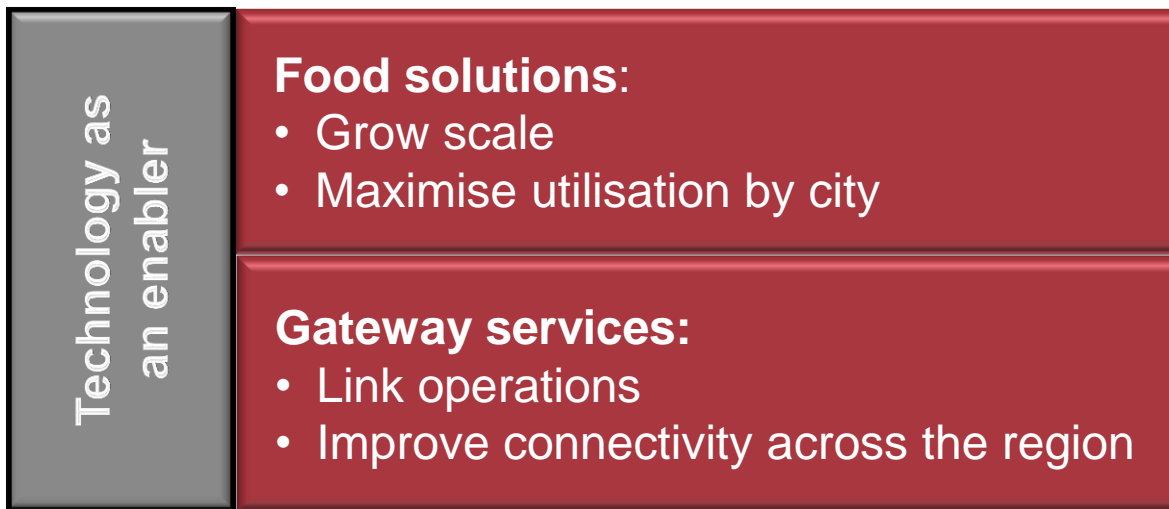 Technology as
an enabler
Food solutions:
• Grow scale
• Maximise utilisation by city
Gateway services:
• Link operations
• Improve connectivity across the region